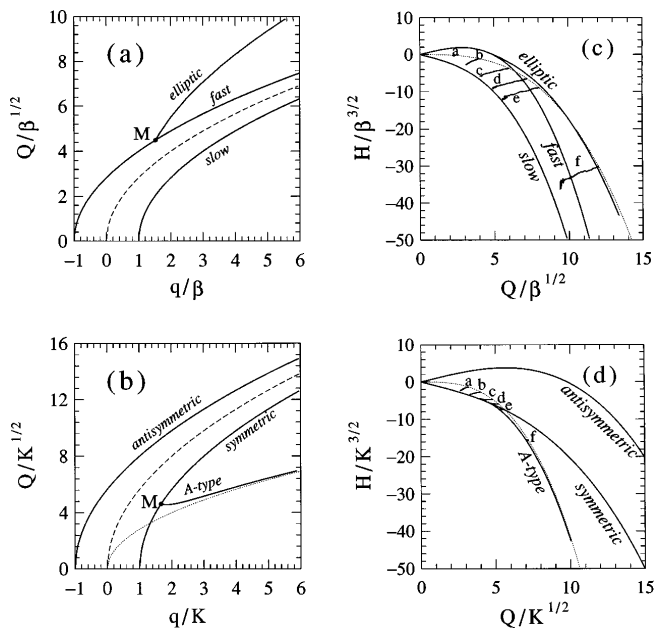 (a)
Q/β^{1/2}
10
8
6
4
2
0
elliptic
fast
M
slow
−1 0 1 2 3 4 5 6
q/β
(c)
H/β^{3/2}
10
0
−10
−20
−30
−40
−50
a
b
c
d
e
f
elliptic
fast
slow
0 5 10 15
Q/β^{1/2}
(b)
Q/K^{1/2}
16
12
8
4
0
antisymmetric
symmetric
M
A-type
−1 0 1 2 3 4 5 6
q/K
(d)
H/K^{3/2}
10
0
−10
−20
−30
−40
−50
a
b
c
d
e
f
antisymmetric
A-type
symmetric
0 5 10 15
Q/K^{1/2}